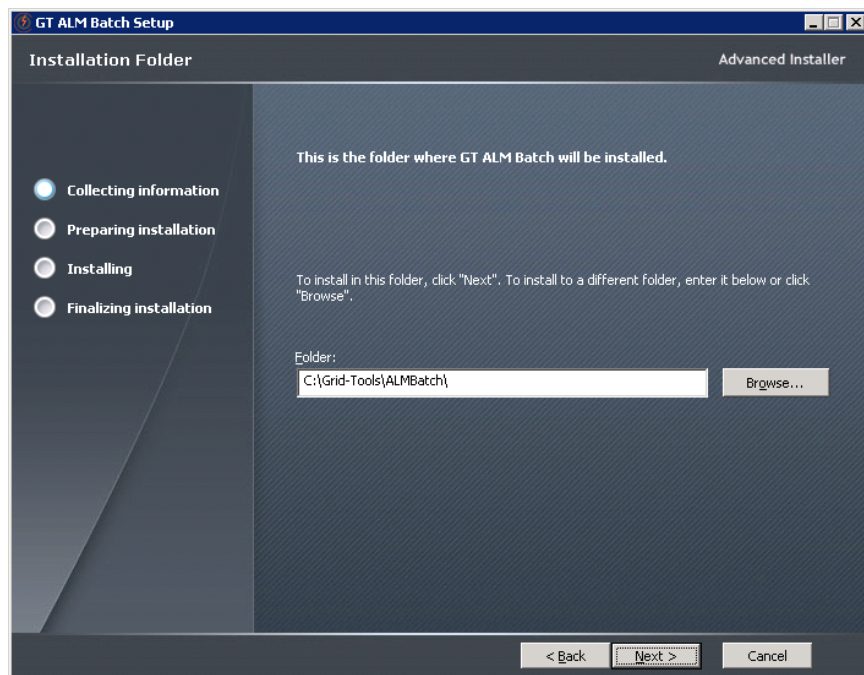 GT ALM Batch Setup
Installation Folder
Advanced Installer
This is the folder where GT ALM Batch will be installed.
Collecting information
Preparing installation
Installing
Finalizing installation
To install in this folder, click "Next". To install to a different folder, enter it below or click
"Browse".
Folder:
C:\Grid-Tools\ALMBatch\
Browse...
< Back
Next >
Cancel